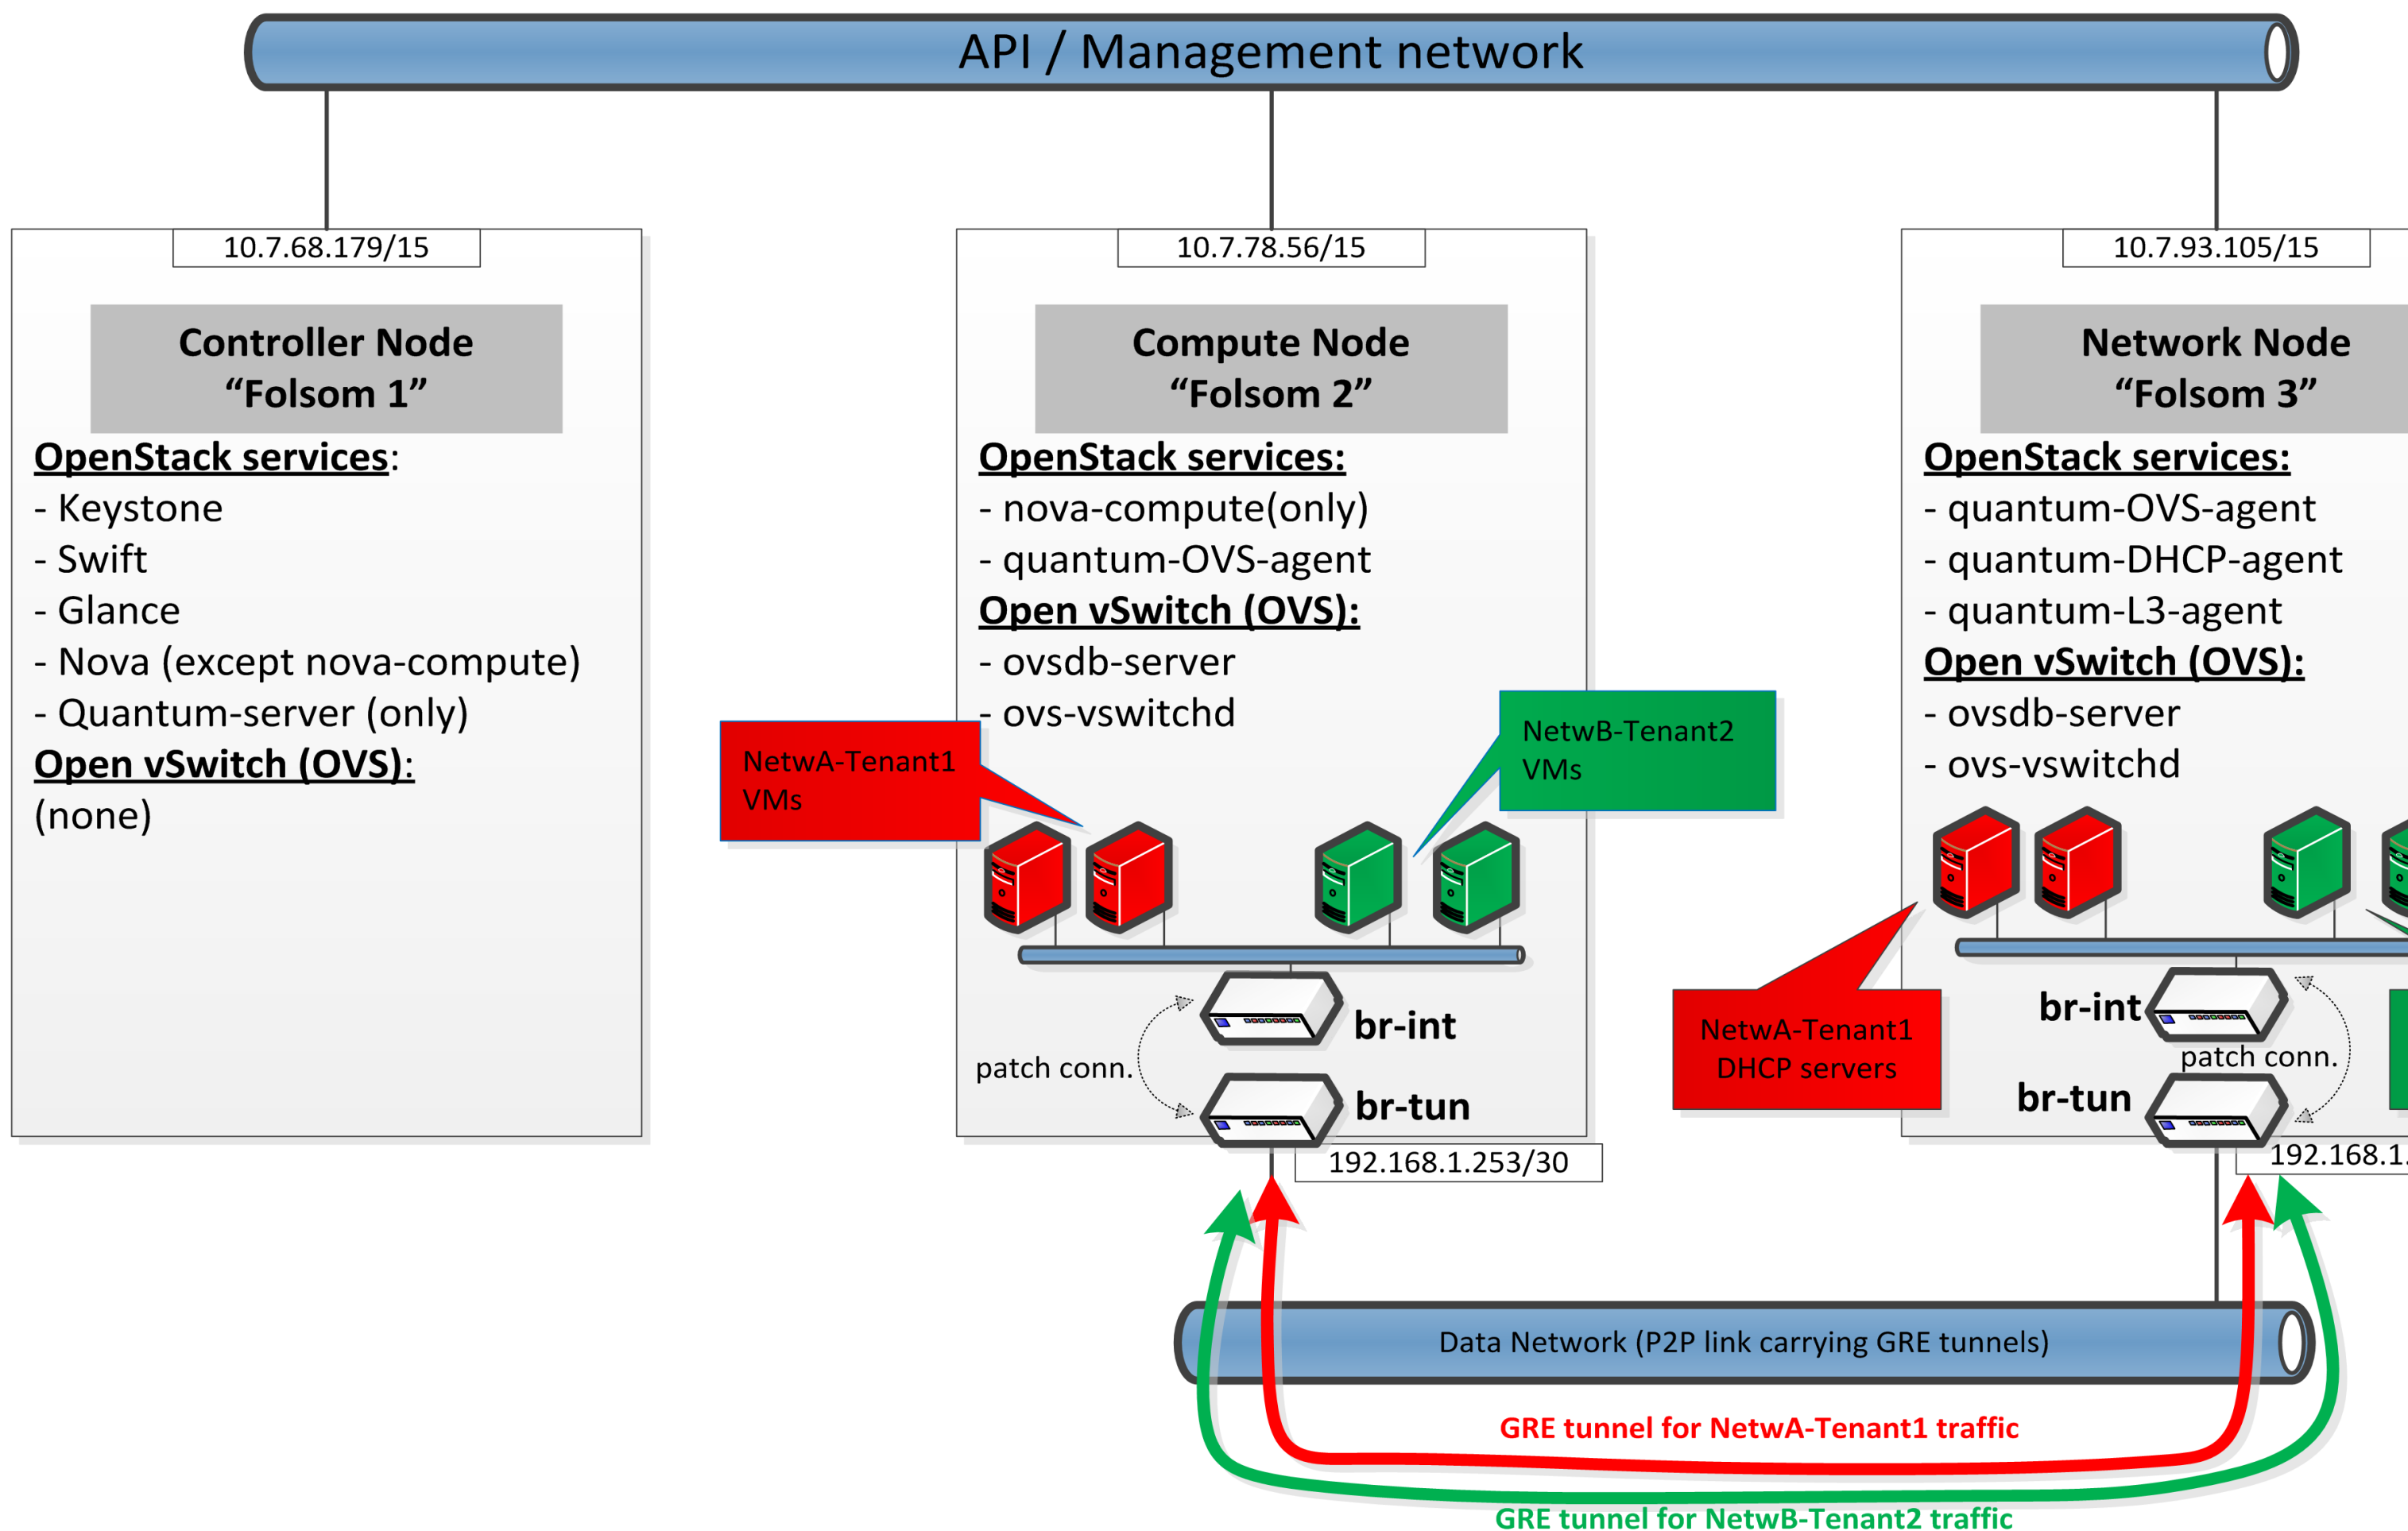 API / Management network
10.7.68.179/15
Controller Node
“Folsom 1”
OpenStack services:
- Keystone
- Swift
- Glance
- Nova (except nova-compute)
- Quantum-server (only)
Open vSwitch (OVS):
(none)
10.7.78.56/15
Compute Node
“Folsom 2”
OpenStack services:
- nova-compute(only)
- quantum-OVS-agent
Open vSwitch (OVS):
- ovsdb-server
- ovs-vswitchd
NetwA-Tenant1
VMs
NetwB-Tenant2
VMs
br-int
patch conn.
br-tun
192.168.1.253/30
10.7.93.105/15
Network Node
“Folsom 3”
OpenStack services:
- quantum-OVS-agent
- quantum-DHCP-agent
- quantum-L3-agent
Open vSwitch (OVS):
- ovsdb-server
- ovs-vswitchd
NetwA-Tenant1
DHCP servers
br-int
patch conn.
br-tun
192.168.1.
Data Network (P2P link carrying GRE tunnels)
GRE tunnel for NetwA-Tenant1 traffic
GRE tunnel for NetwB-Tenant2 traffic